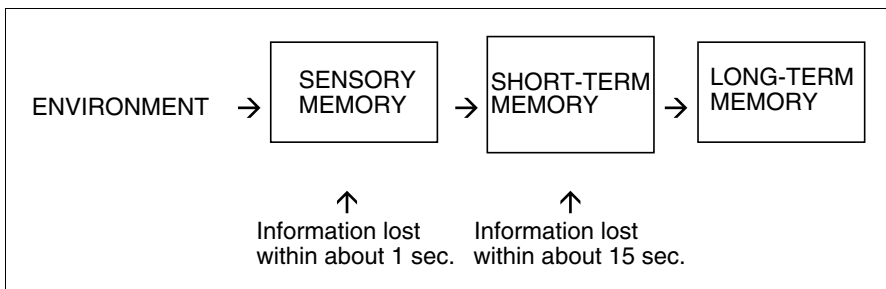 ENVIRONMENT → SENSORY
MEMORY → SHORT-TERM
MEMORY → LONG-TERM
MEMORY
↑
Information lost
within about 1 sec.
↑
Information lost
within about 15 sec.